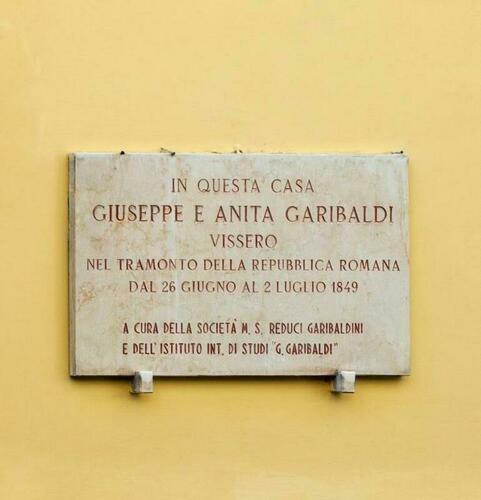 IN QUESTA CASA
GIUSEPPE E ANITA GARIBALDI
VISSERO
NEL TRAMONTO DELLA REPUBBLICA ROMANA
DAL 26 GIUGNO AL 2 LUGLIO 1849
A CURA DELLA SOCIETÀ M. S. REDUCI GARIBALDINI
E DELL'ISTITUTO INT. DI STUDI "G. GARIBALDI"